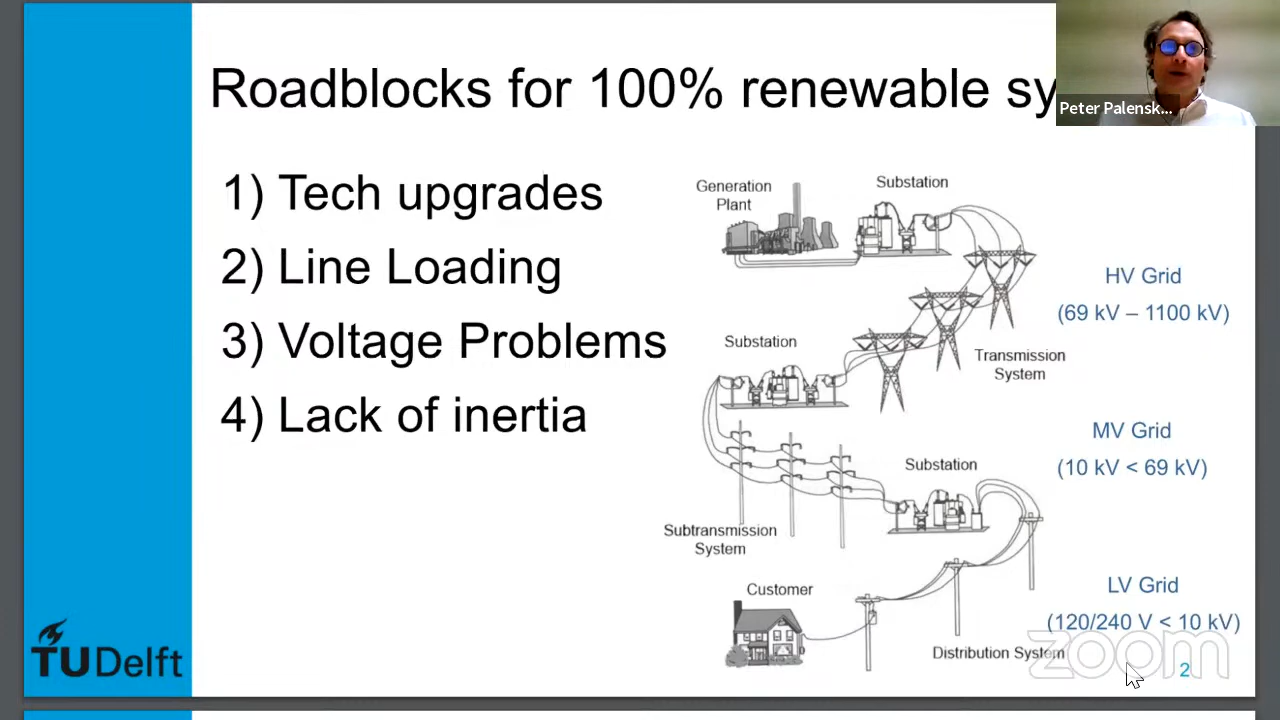 Roadblocks for 100% renewable sy
Peter Palensk...
1) Tech upgrades
2) Line Loading
3) Voltage Problems
4) Lack of inertia
Generation
Plant
Substation
HV Grid
(69 kV – 1100 kV)
Substation
Transmission
System
MV Grid
(10 kV < 69 kV)
Substation
Subtransmission
System
Customer
LV Grid
(120/240 V < 10 kV)
Distribution System
zoom
2
TUDelft